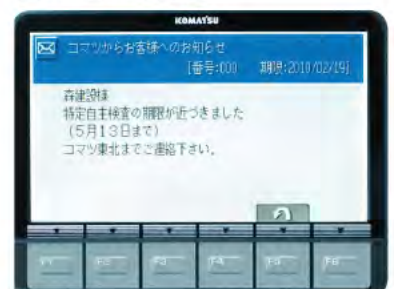 KOMATSU
コマツからお客様へのお知らせ
[番号:000 期限:2010/02/19]
森建設様
特定自主検査の期限が近づきました
(5月13日まで)
コマツ東北までご連絡下さい。
F1 F2 F3 F4 F5 F6